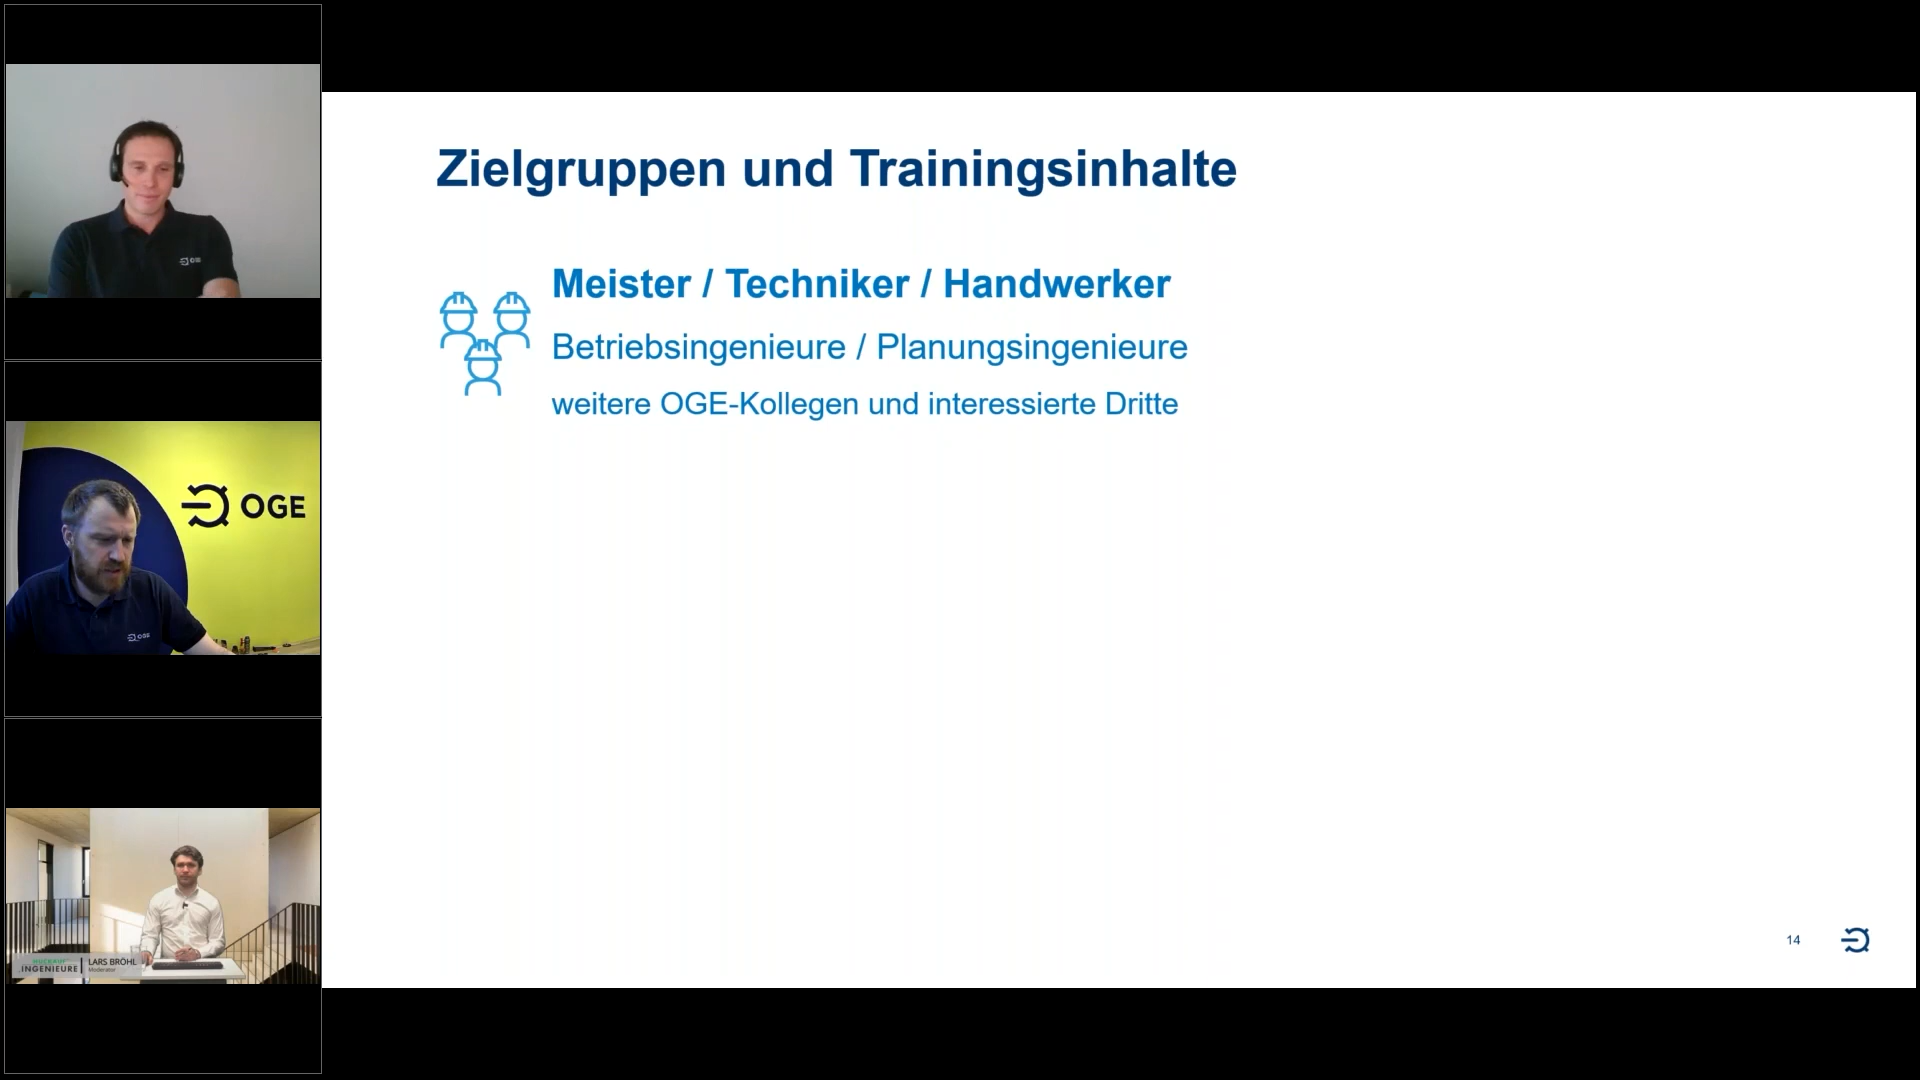 Zielgruppen und Trainingsinhalte
Meister / Techniker / Handwerker
Betriebsingenieure / Planungsingenieure
weitere OGE-Kollegen und interessierte Dritte
14
OGE
OGE
OGE
INGENIEURE
LARS BRÖHL
Moderator